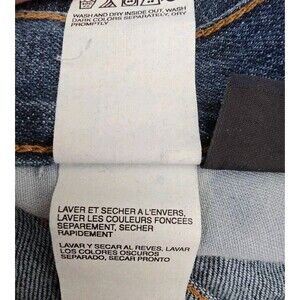 WASH AND DRY INSIDE OUT, WASH
DARK COLORS SEPARATELY, DRY
PROMPTLY
LAVER ET SECHER A L'ENVERS,
LAVER LES COULEURS FONCÉES
SEPAREMENT, SECHER
RAPIDEMENT
LAVAR Y SECAR AL REVES, LAVAR
LOS COLORES OSCUROS
SEPARADO, SECAR PRONTO